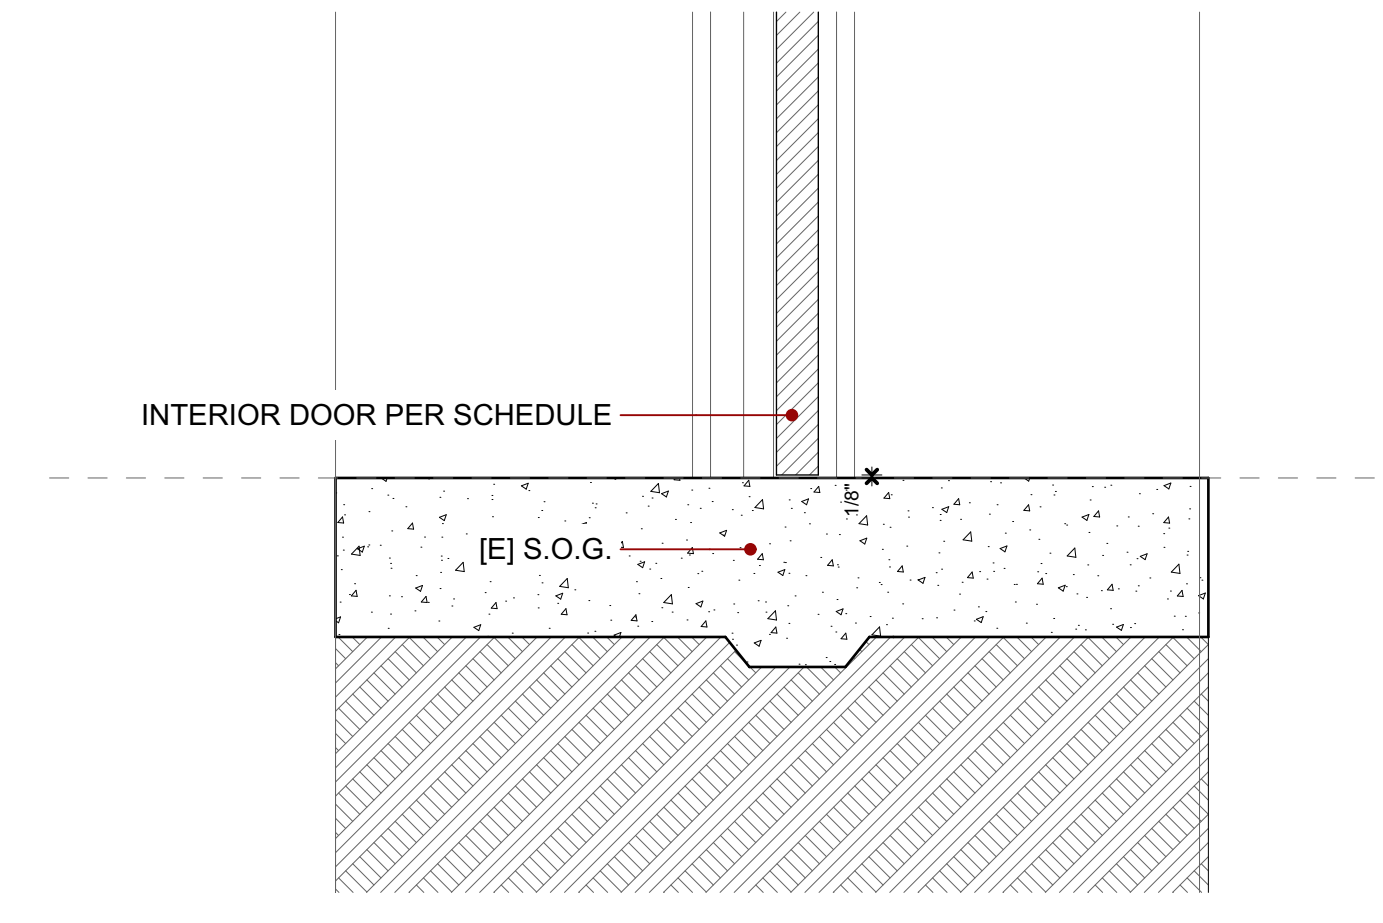 INTERIOR DOOR PER SCHEDULE
1/8"
[E] S.O.G.